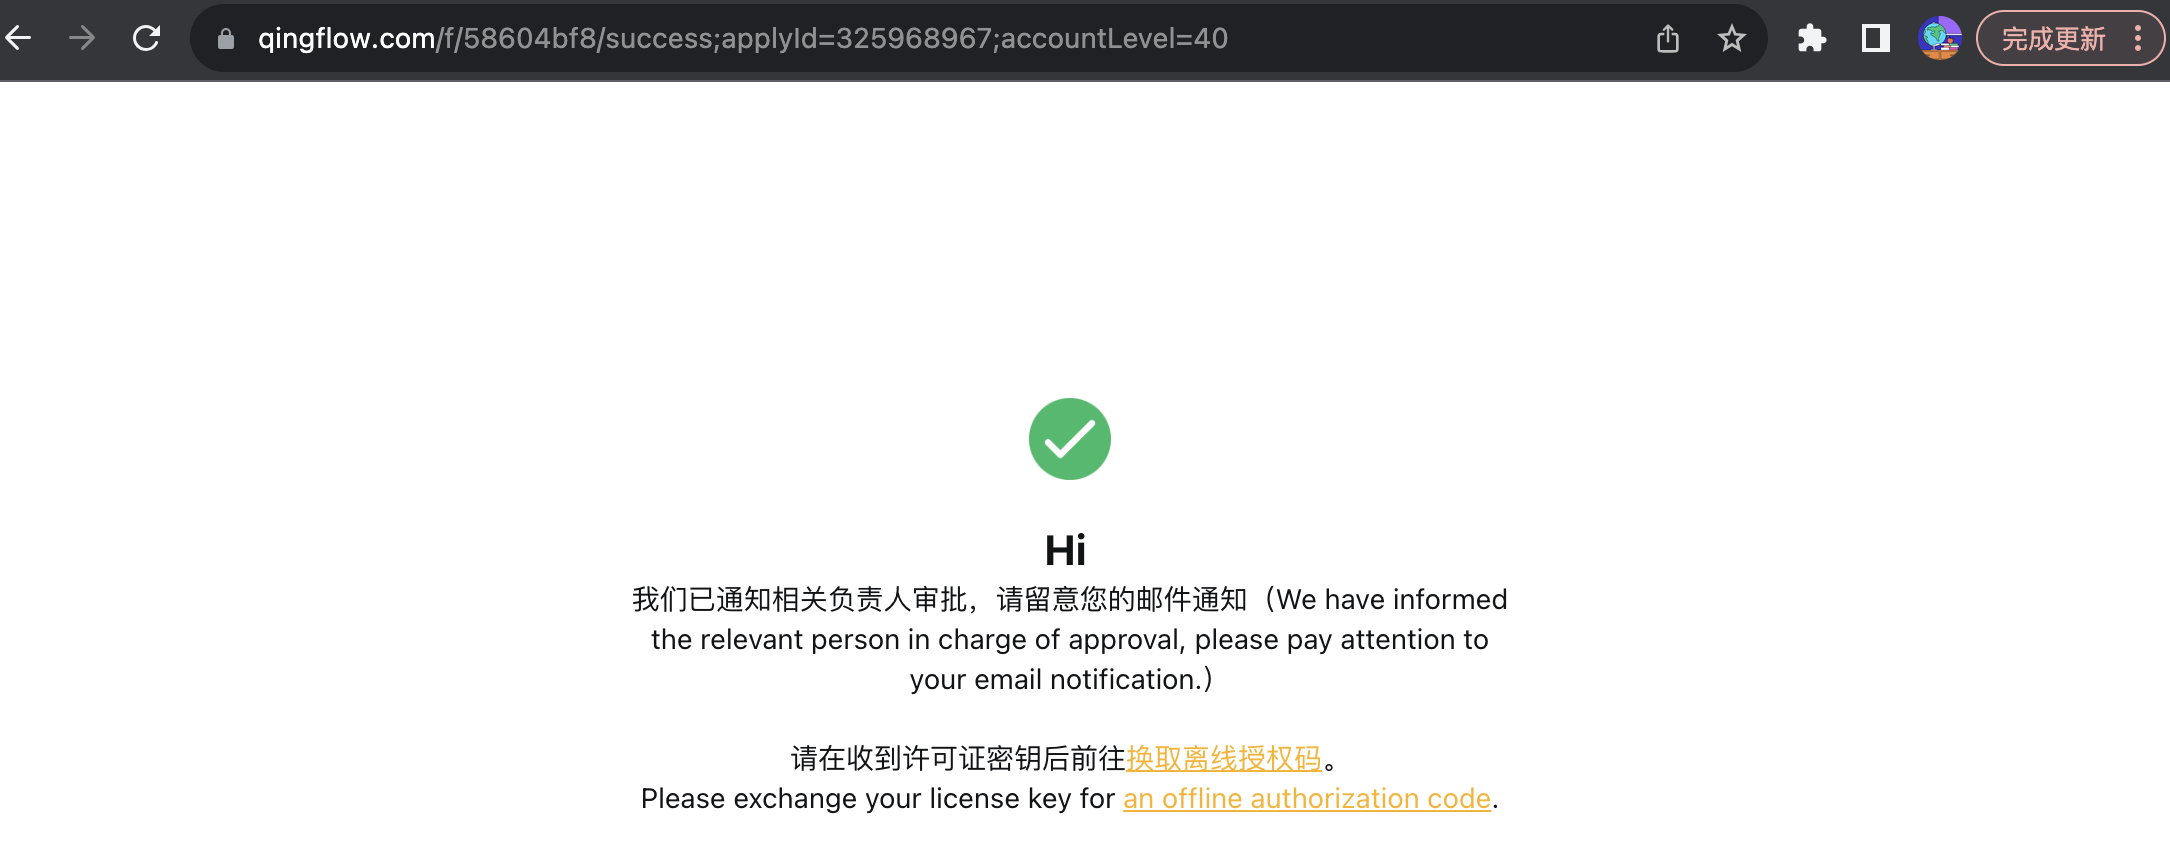 qingflow.com/f/58604bf8/success;applyId=325968967;accountLevel=40
完成更新
Hi
我们已通知相关负责人审批，请留意您的邮件通知（We have informed
the relevant person in charge of approval, please pay attention to
your email notification.）
请在收到许可证密钥后前往换取离线授权码。
Please exchange your license key for an offline authorization code.